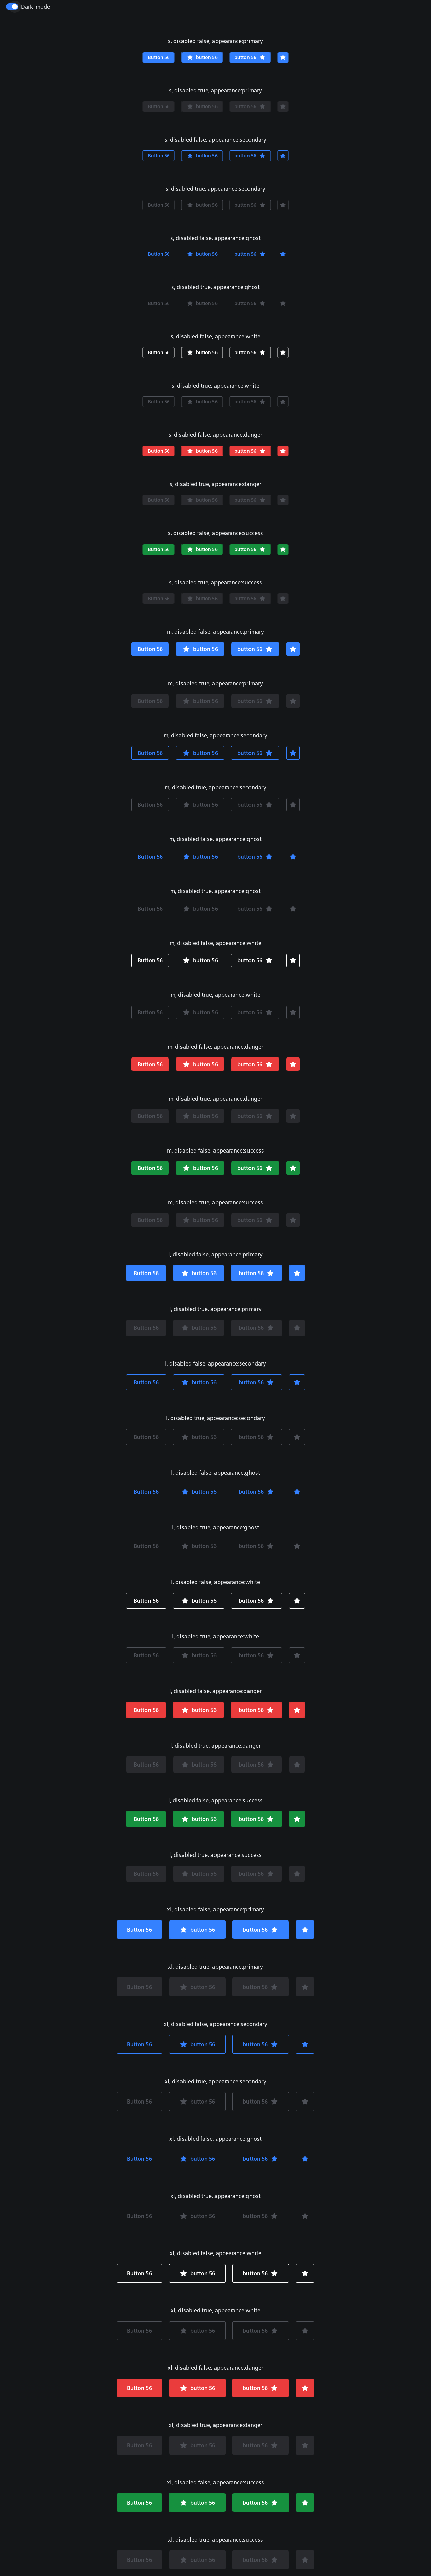 Dark_mode
s, disabled false, appearance:primary
Button 56 button 56 button 56
s, disabled true, appearance:primary
Button 56 button 56 button 56
s, disabled false, appearance:secondary
Button 56 button 56 button 56
s, disabled true, appearance:secondary
Button 56 button 56 button 56
s, disabled false, appearance:ghost
Button 56 button 56 button 56
s, disabled true, appearance:ghost
Button 56 button 56 button 56
s, disabled false, appearance:white
Button 56 button 56 button 56
s, disabled true, appearance:white
Button 56 button 56 button 56
s, disabled false, appearance:danger
Button 56 button 56 button 56
s, disabled true, appearance:danger
Button 56 button 56 button 56
s, disabled false, appearance:success
Button 56 button 56 button 56
s, disabled true, appearance:success
Button 56 button 56 button 56
m, disabled false, appearance:primary
Button 56 button 56 button 56
m, disabled true, appearance:primary
Button 56 button 56 button 56
m, disabled false, appearance:secondary
Button 56 button 56 button 56
m, disabled true, appearance:secondary
Button 56 button 56 button 56
m, disabled false, appearance:ghost
Button 56 button 56 button 56
m, disabled true, appearance:ghost
Button 56 button 56 button 56
m, disabled false, appearance:white
Button 56 button 56 button 56
m, disabled true, appearance:white
Button 56 button 56 button 56
m, disabled false, appearance:danger
Button 56 button 56 button 56
m, disabled true, appearance:danger
Button 56 button 56 button 56
m, disabled false, appearance:success
Button 56 button 56 button 56
m, disabled true, appearance:success
Button 56 button 56 button 56
l, disabled false, appearance:primary
Button 56 button 56 button 56
l, disabled true, appearance:primary
Button 56 button 56 button 56
l, disabled false, appearance:secondary
Button 56 button 56 button 56
l, disabled true, appearance:secondary
Button 56 button 56 button 56
l, disabled false, appearance:ghost
Button 56 button 56 button 56
l, disabled true, appearance:ghost
Button 56 button 56 button 56
l, disabled false, appearance:white
Button 56 button 56 button 56
l, disabled true, appearance:white
Button 56 button 56 button 56
l, disabled false, appearance:danger
Button 56 button 56 button 56
l, disabled true, appearance:danger
Button 56 button 56 button 56
l, disabled false, appearance:success
Button 56 button 56 button 56
l, disabled true, appearance:success
Button 56 button 56 button 56
xl, disabled false, appearance:primary
Button 56 button 56 button 56
xl, disabled true, appearance:primary
Button 56 button 56 button 56
xl, disabled false, appearance:secondary
Button 56 button 56 button 56
xl, disabled true, appearance:secondary
Button 56 button 56 button 56
xl, disabled false, appearance:ghost
Button 56 button 56 button 56
xl, disabled true, appearance:ghost
Button 56 button 56 button 56
xl, disabled false, appearance:white
Button 56 button 56 button 56
xl, disabled true, appearance:white
Button 56 button 56 button 56
xl, disabled false, appearance:danger
Button 56 button 56 button 56
xl, disabled true, appearance:danger
Button 56 button 56 button 56
xl, disabled false, appearance:success
Button 56 button 56 button 56
xl, disabled true, appearance:success
Button 56 button 56 button 56